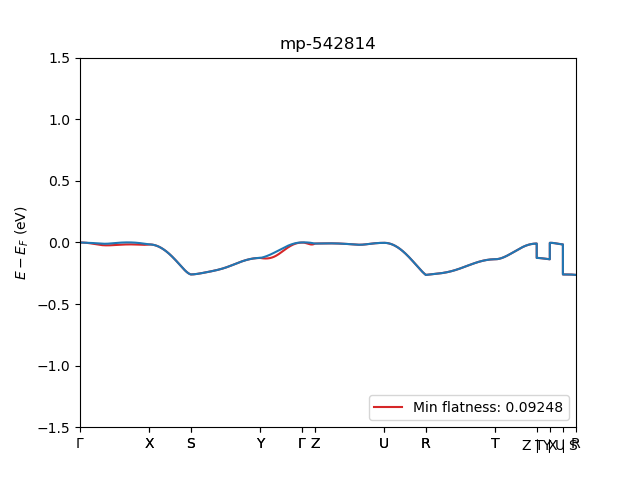 mp-542814
1.5
1.0
0.5
0.0
−0.5
−1.0
−1.5
E − E_F (eV)
Min flatness: 0.09248
Γ X S Y Γ Z U R T Z | T Y | X U | S R